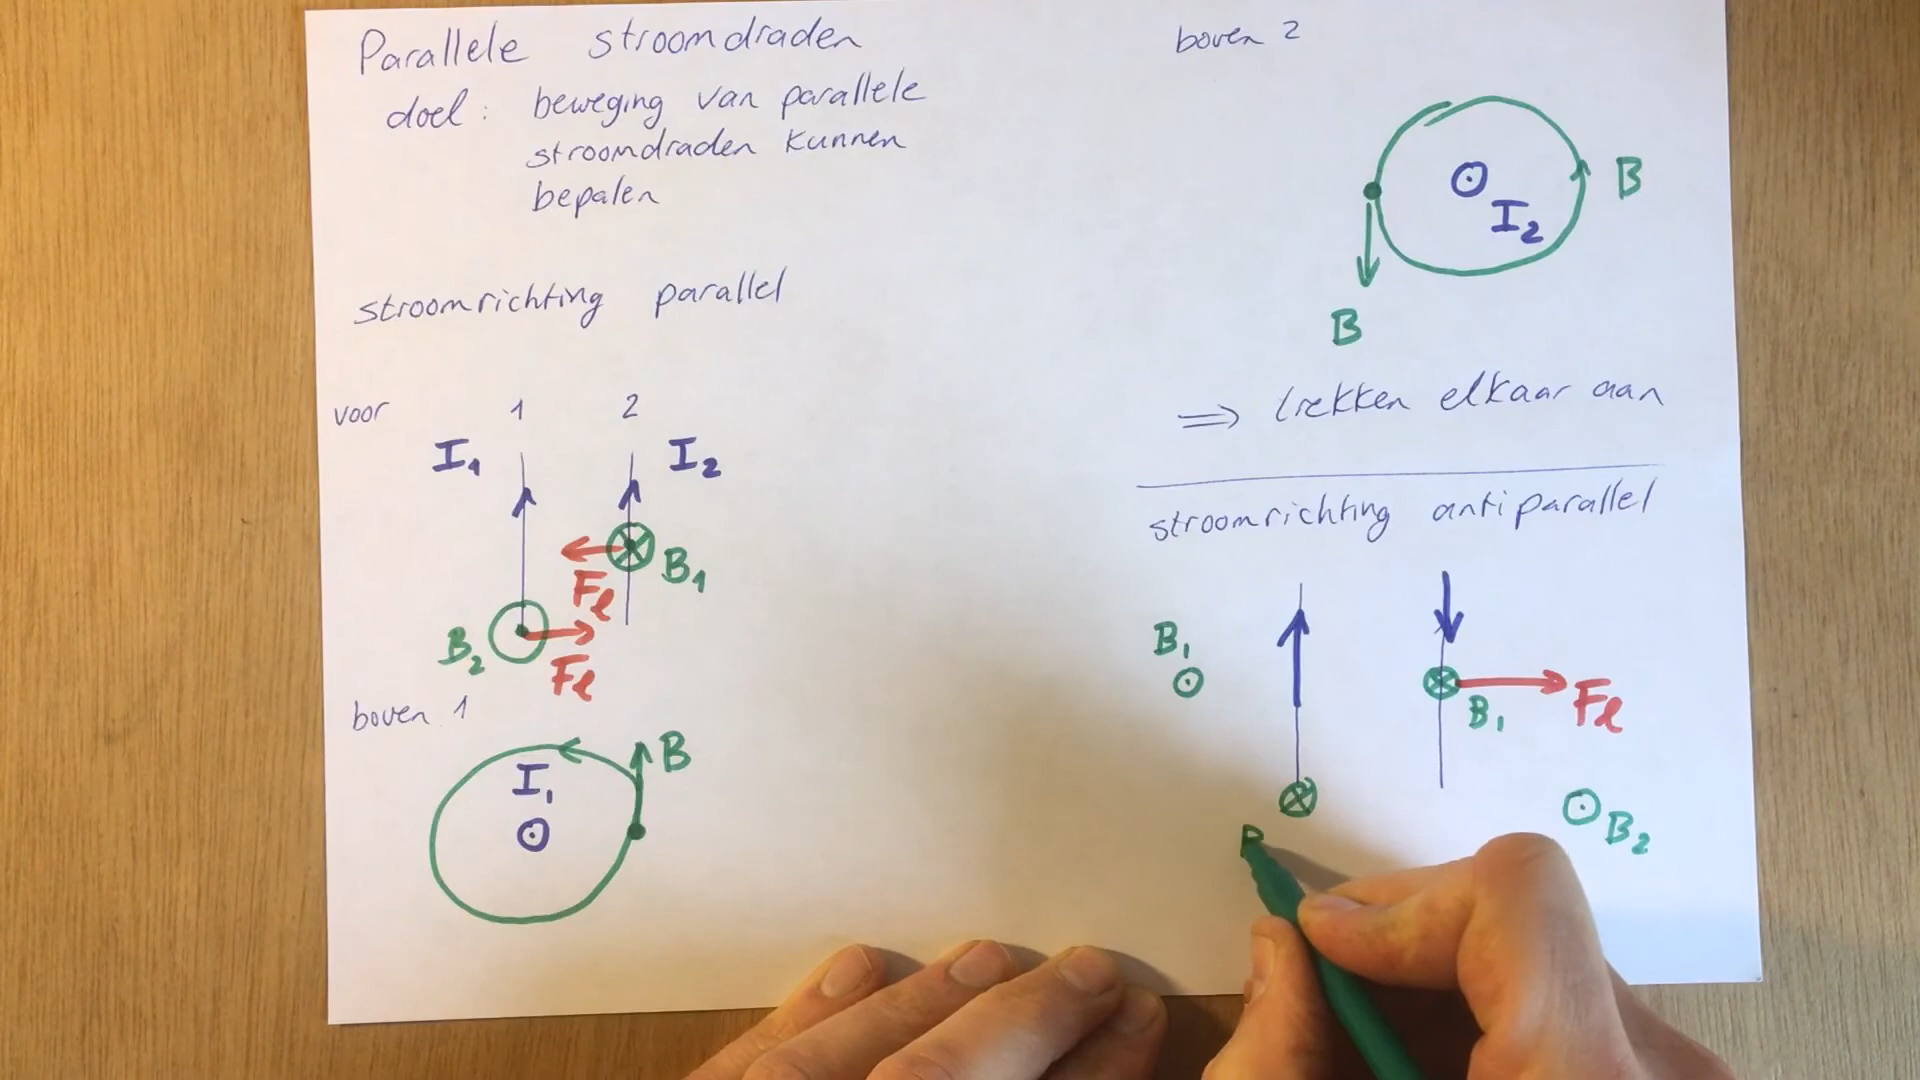 Parallele stroomdraden
doel: beweging van parallele
stroomdraden kunnen
bepalen
stroomrichting parallel
voor 1 2
I₁ I₂
B₁
Fℓ
B₂
Fℓ
boven 1
B
I₁
boven 2
B
I₂
B
⇒ trekken elkaar aan
stroomrichting antiparallel
B₁
Fℓ
B₁
B₂
B